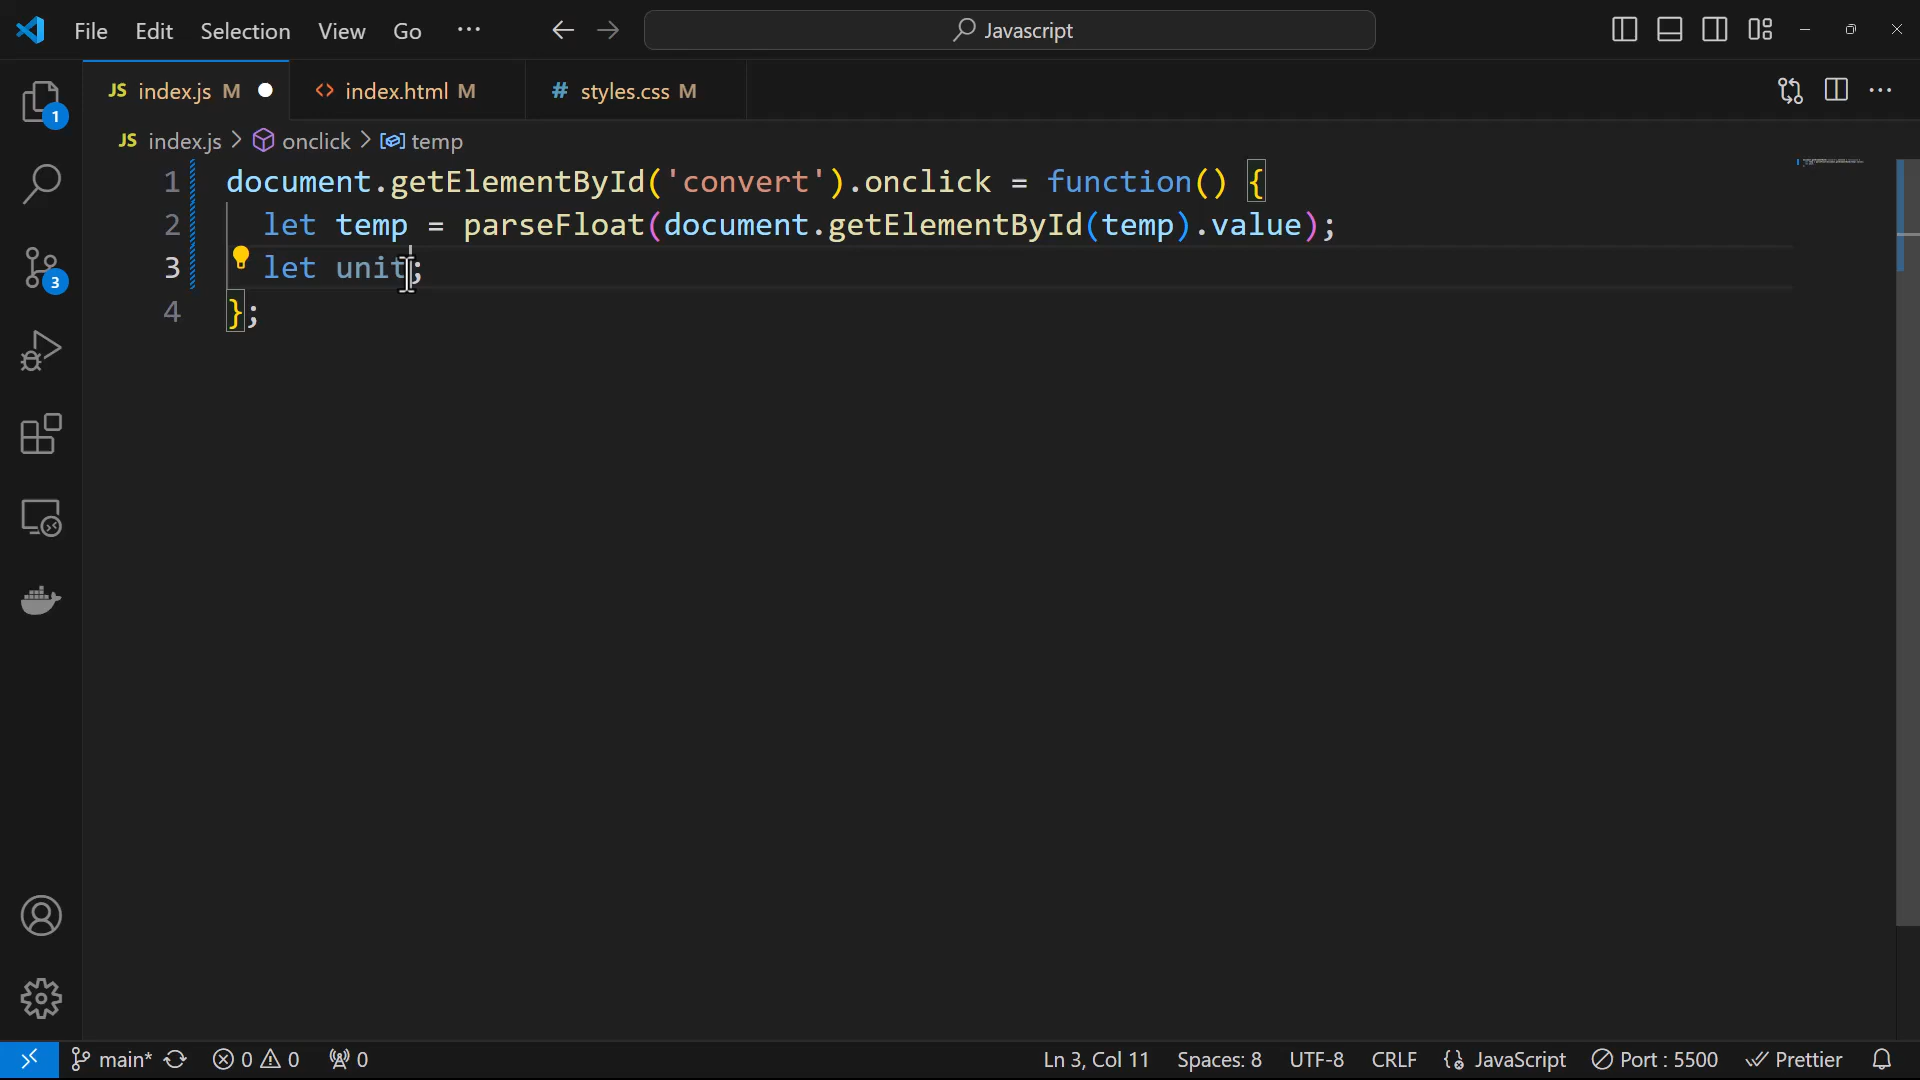 File Edit Selection View Go ··· Javascript
JS index.js M index.html M # styles.css M
JS index.js > onclick > temp
1 document.getElementById('convert').onclick = function() {
2 let temp = parseFloat(document.getElementById(temp).value);
3 let unit;
4 };
1
3
main* 0 0 0 Ln 3, Col 11 Spaces: 8 UTF-8 CRLF {} JavaScript Port : 5500 Prettier